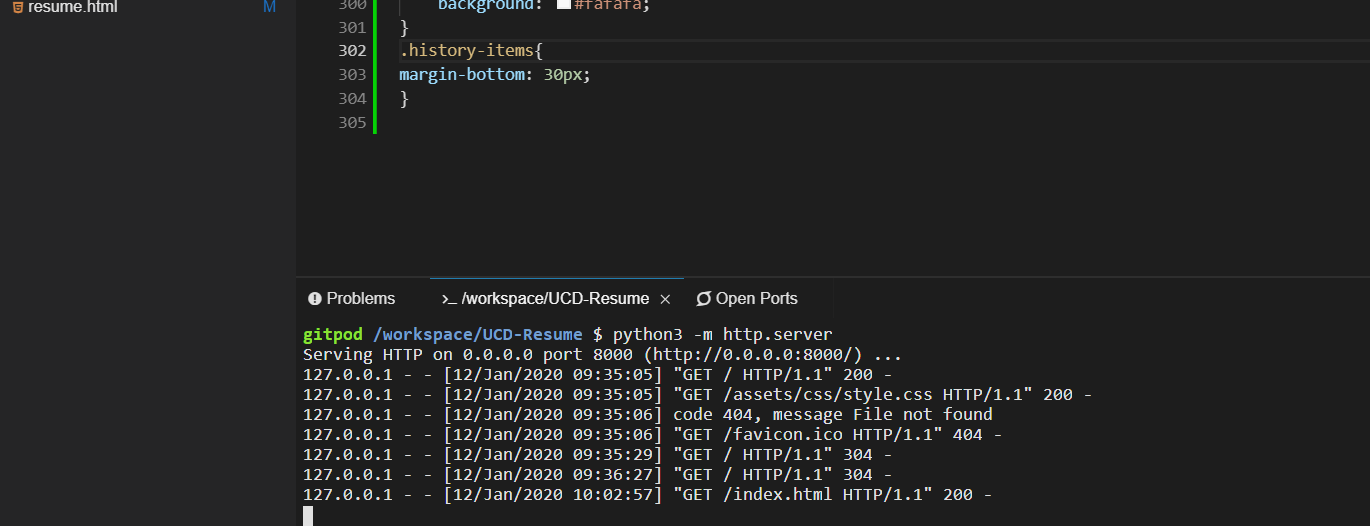 resume.html M
300 background: #fafafa;
301 }
302 .history-items{
303 margin-bottom: 30px;
304 }
305
Problems >_ /workspace/UCD-Resume × Open Ports
gitpod /workspace/UCD-Resume $ python3 -m http.server
Serving HTTP on 0.0.0.0 port 8000 (http://0.0.0.0:8000/) ...
127.0.0.1 - - [12/Jan/2020 09:35:05] "GET / HTTP/1.1" 200 -
127.0.0.1 - - [12/Jan/2020 09:35:05] "GET /assets/css/style.css HTTP/1.1" 200 -
127.0.0.1 - - [12/Jan/2020 09:35:06] code 404, message File not found
127.0.0.1 - - [12/Jan/2020 09:35:06] "GET /favicon.ico HTTP/1.1" 404 -
127.0.0.1 - - [12/Jan/2020 09:35:29] "GET / HTTP/1.1" 304 -
127.0.0.1 - - [12/Jan/2020 09:36:27] "GET / HTTP/1.1" 304 -
127.0.0.1 - - [12/Jan/2020 10:02:57] "GET /index.html HTTP/1.1" 200 -